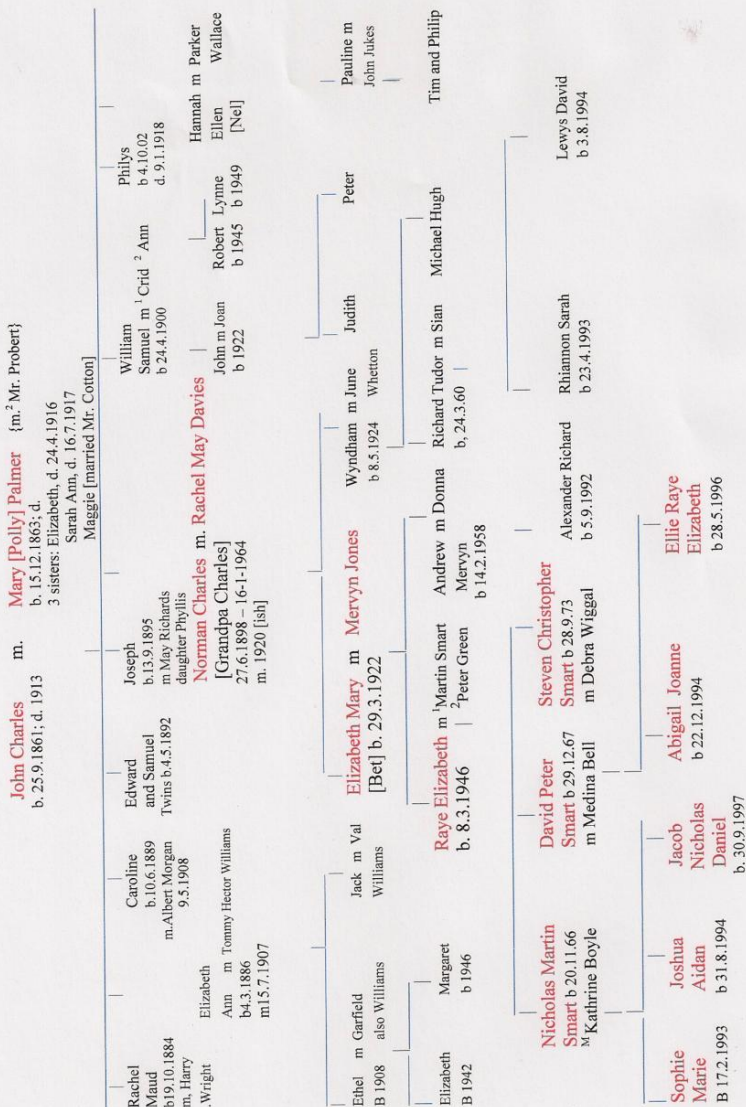 John Charles m. Mary [Polly] Palmer {m.² Mr. Probert}
b. 25.9.1861; d. 1913
b. 15.12.1863; d.
3 sisters: Elizabeth, d. 24.4.1916
Sarah Ann, d. 16.7.1917
Maggie [married Mr. Cotton]
Rachel
Maud
b19.10.1884
m, Harry
.Wright
Elizabeth
Ann m Tommy Hector Williams
b4.3.1886
m15.7.1907
Caroline
b.10.6.1889
m.Albert Morgan
9.5.1908
Edward
and Samuel
Twins b.4.5.1892
Joseph
b.13.9.1895
m May Richards
daughter Phyllis
Norman Charles m. Rachel May Davies
[Grandpa Charles]
27.6.1898 – 16-1-1964
m. 1920 [ish]
William
Samuel m ¹ Crid ² Ann
b 24.4.1900
John m Joan
b 1922
Robert Lynne
b 1945 b 1949
Philys
b 4.10.02
d. 9.1.1918
Hannah m Parker
Ellen Wallace
[Nel]
Ethel m Garfield
B 1908 also Williams
Jack m Val
Williams
Elizabeth Mary m Mervyn Jones
[Bet] b. 29.3.1922
Wyndham m June
b 8.5.1924 Whetton
Judith
Peter
Pauline m
John Jukes
Elizabeth
B 1942
Margaret
b 1946
Raye Elizabeth m ¹Martin Smart
b. 8.3.1946 ²Peter Green
Andrew m Donna
Mervyn
b 14.2.1958
Richard Tudor m Sian
b, 24.3.60
Michael Hugh
Tim and Philip
Nicholas Martin
Smart b 20.11.66
ᴹ Kathrine Boyle
David Peter
Smart b 29.12.67
m Medina Bell
Steven Christopher
Smart b 28.9.73
m Debra Wiggal
Alexander Richard
b 5.9.1992
Rhiannon Sarah
b 23.4.1993
Lewys David
b 3.8.1994
Sophie
Marie
B 17.2.1993
Joshua
Aidan
b 31.8.1994
Jacob
Nicholas
Daniel
b. 30.9.1997
Abigail Joanne
b 22.12.1994
Ellie Raye
Elizabeth
b 28.5.1996